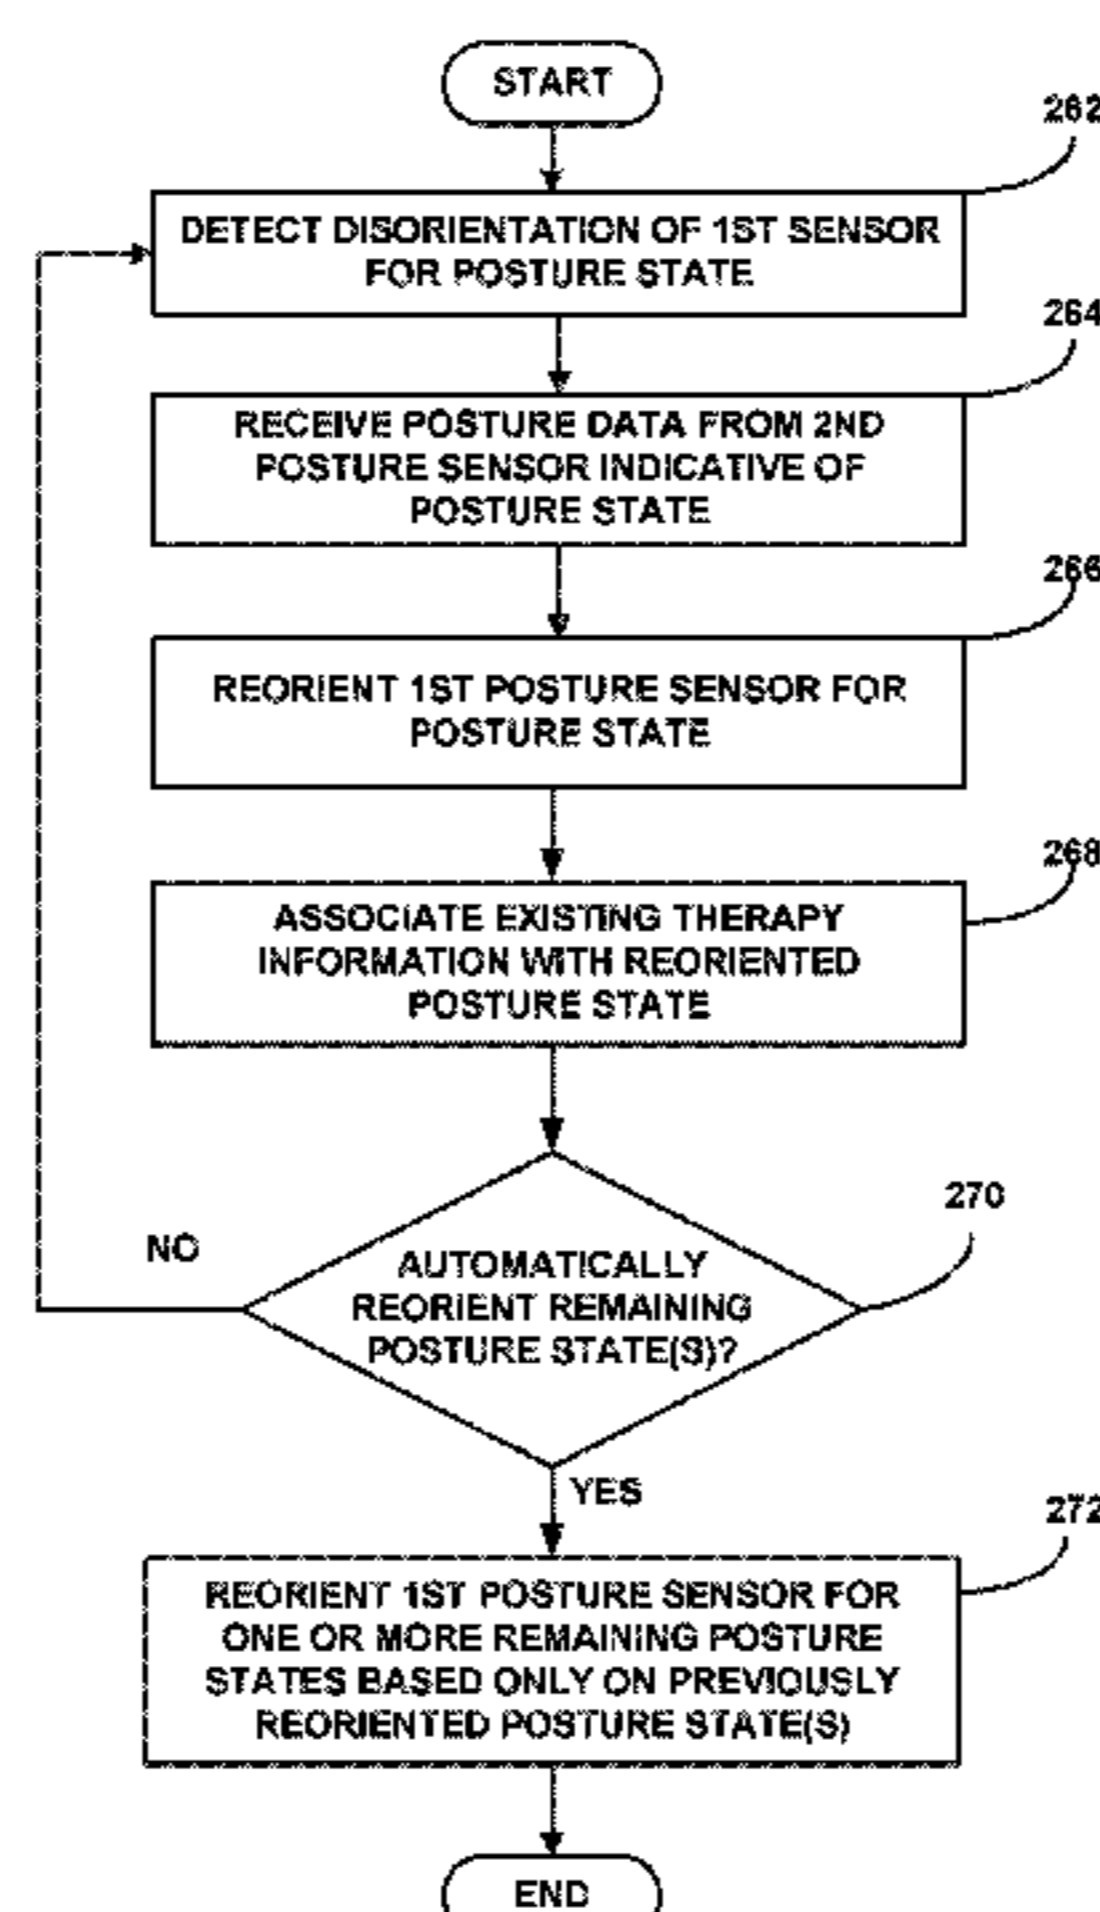 START
262
DETECT DISORIENTATION OF 1ST SENSOR
FOR POSTURE STATE
264
RECEIVE POSTURE DATA FROM 2ND
POSTURE SENSOR INDICATIVE OF
POSTURE STATE
266
REORIENT 1ST POSTURE SENSOR FOR
POSTURE STATE
268
ASSOCIATE EXISTING THERAPY
INFORMATION WITH REORIENTED
POSTURE STATE
270
NO
AUTOMATICALLY
REORIENT REMAINING
POSTURE STATE(S)?
YES
272
REORIENT 1ST POSTURE SENSOR FOR
ONE OR MORE REMAINING POSTURE
STATES BASED ONLY ON PREVIOUSLY
REORIENTED POSTURE STATE(S)
END